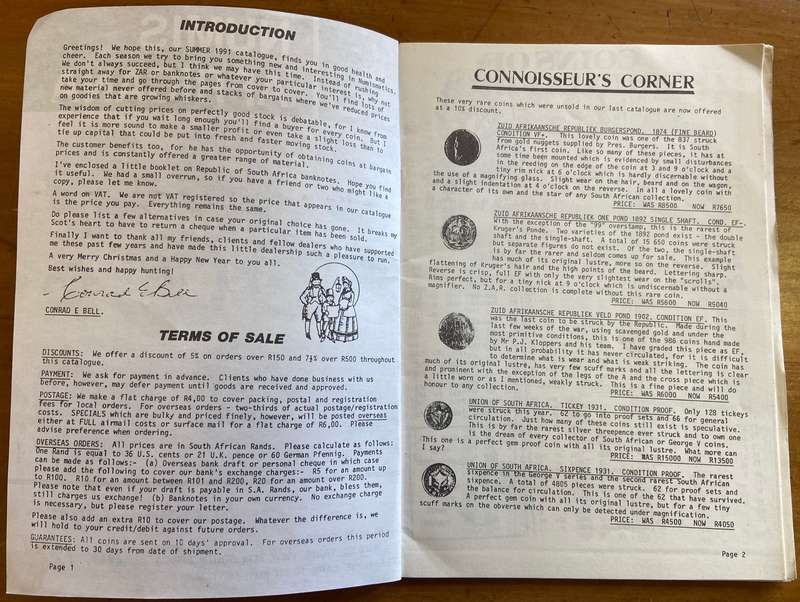 INTRODUCTION
Greetings! We hope this, our SUMMER 1991 catalogue, finds you in good health and
cheer. Each season we try to bring you something new and interesting in Numismatics.
We don't always succeed, but I think we may have this time. Instead of rushing
straight away for ZAR or banknotes or whatever your particular interest is, why not
take your time and go through the pages from cover to cover. You'll find lots of
new material never offered before and stacks of bargains where we've reduced prices
on goodies that are growing whiskers.
The wisdom of cutting prices on perfectly good stock is debatable, for I know from
experience that if you wait long enough you'll find a buyer for every coin. But I
feel it is more sound to make a smaller profit or even take a slight loss than to
tie up capital that could be put into fresh and faster moving stock.
The customer benefits too, for he has the opportunity of obtaining coins at bargain
prices and is constantly offered a greater range of material.
I've enclosed a little booklet on Republic of South Africa banknotes. Hope you find
it useful. We had a small overrun, so if you have a friend or two who might like a
copy, please let me know.
A word on VAT. We are not VAT registered so the price that appears in our catalogue
is the price you pay. Everything remains the same.
Do please list a few alternatives in case your original choice has gone. It breaks my
Scot's heart to have to return a cheque when a particular item has been sold.
Finally I want to thank all my friends, clients and fellow dealers who have supported
me these past few years and have made this little dealership such a pleasure to run.
A very Merry Christmas and a Happy New Year to you all.
Best wishes and happy hunting!
Conrad E Bell
CONRAD E BELL.
TERMS OF SALE
DISCOUNTS: We offer a discount of 5% on orders over R150 and 7½% over R500 throughout
this catalogue.
PAYMENT: We ask for payment in advance. Clients who have done business with us
before, however, may defer payment until goods are received and approved.
POSTAGE: We make a flat charge of R4,00 to cover packing, postal and registration
fees for local orders. For overseas orders - two-thirds of actual postage/registration
costs. SPECIALS which are bulky and priced finely, however, will be posted overseas
either at FULL airmail costs or surface mail for a flat charge of R6,00. Please
advise preference when ordering.
OVERSEAS ORDERS: All prices are in South African Rands. Please calculate as follows:
One Rand is equal to 36 U.S. cents or 21 U.K. pence or 60 German Pfennig. Payments
can be made as follows:- (a) Overseas bank draft or personal cheque in which case
please add the following to cover our bank's exchange charges:- R5 for an amount up
to R100. R10 for an amount between R101 and R200, R20 for an amount over R200.
Please note that even if your draft is payable in S.A. Rands, our bank, bless them,
still charges us exchange! (b) Banknotes in your own currency. No exchange charge
is necessary, but please register your letter.
Please also add an extra R10 to cover our postage. Whatever the difference is, we
will hold to your credit/debit against future orders.
GUARANTEES: All coins are sent on 10 days' approval. For overseas orders this period
is extended to 30 days from date of shipment.
Page 1
CONNOISSEUR'S CORNER
These very rare coins which were unsold in our last catalogue are now offered
at a 10% discount.
ZUID AFRIKAANSCHE REPUBLIEK BURGERSPOND. 1874 (FINE BEARD)
CONDITION VF+. This lovely coin was one of the 837 struck
from gold nuggets supplied by Pres. Burgers. It is South
Africa's first coin. Like so many of these pieces, it has at
some time been mounted which is evidenced by small disturbances
in the reeding on the edge of the coin at 3 and 9 o'clock and a
tiny rim nick at 6 o'clock which is hardly discernable without
the use of a magnifying glass. Slight wear on the hair, beard and on the wagon,
and a slight indentation at 4 o'clock on the reverse. In all a lovely coin with
a character of its own and the star of any South African collection.
PRICE: WAS R8500 NOW R7650
ZUID AFRIKAANSCHE REPUBLIEK ONE POND 1892 SINGLE SHAFT. COND. EF-.
With the exception of the "99" overstamp, this is the rarest of
Kruger's Ponde. Two varieties of the 1892 pond exist - the double
shaft and the single-shaft. A total of 15 650 coins were struck
but separate figures do not exist. Of the two, the single-shaft
is by far the rarer and seldom comes up for sale. This example
has much of its original lustre, more so on the reverse. Slight
flattening of Kruger's hair and the high points of the beard. Lettering sharp.
Reverse is crisp, full EF with only the very slightest wear on the "scrolls",
Rims perfect, but for a tiny nick at 9 o'clock which is undiscernable without a
magnifier. No Z.A.R. collection is complete without this rare coin.
PRICE: WAS R5600 NOW R5040
ZUID AFRIKAANSCHE REPUBLIEK VELD POND 1902. CONDITION EF. This
was the last coin to be struck by the Republic. Made during the
last few weeks of the war, using scavenged gold and under the
most primitive conditions, this is one of the 986 coins hand made
by Mr P.J. Kloppers and his team. I have graded this piece as EF,
but in all probability it has never circulated, for it is difficult
to determine what is wear and what is weak striking. The coin has
much of its original lustre, has very few scuff marks and all the lettering is clear
and prominent with the exception of the legs of the A and the cross piece which is
a little worn or as I mentioned, weakly struck. This is a fine piece and will do
honour to any collection.
PRICE: WAS R6000 NOW R5400
UNION OF SOUTH AFRICA. TICKEY 1931. CONDITION PROOF. Only 128 tickeys
were struck this year. 62 to go into proof sets and 66 for general
circulation. Just how many of these coins still exist is speculative.
This is by far the rarest silver threepence ever struck and to own one
is the dream of every collector of South African or George V coins.
This one is a perfect gem proof coin with all its original lustre. What more can
I say?
PRICE: WAS R15000 NOW R13500
UNION OF SOUTH AFRICA. SIXPENCE 1931. CONDITION PROOF. The rarest
sixpence in the George V series and the second rarest South African
sixpence. A total of 4805 pieces were struck. 62 for proof sets and
the balance for circulation. This is one of the 62 that have survived.
A perfect gem coin with all its original lustre, but for a few tiny
scuff marks on the obverse which can only be detected under magnification.
PRICE: WAS R4500 NOW R4050
Page 2